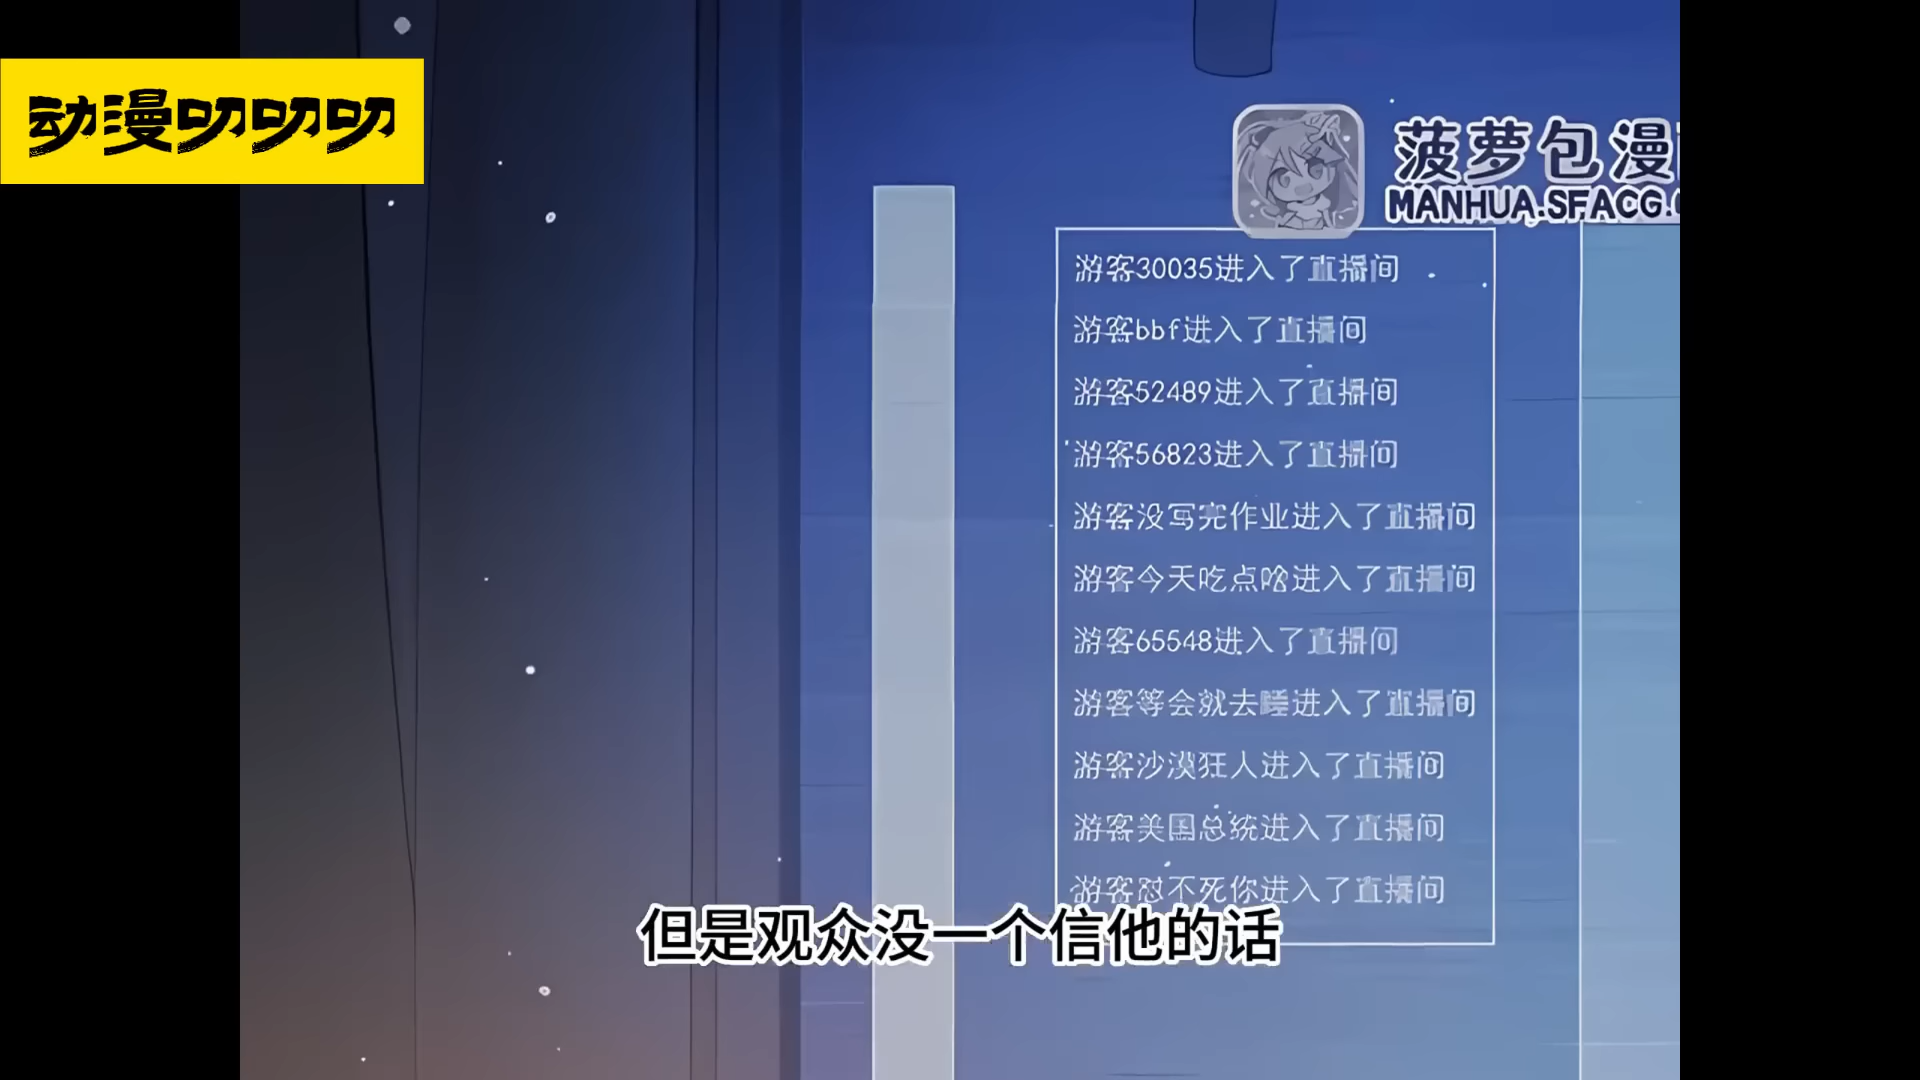 动漫叨叨叨
菠萝包漫
MANHUA.SFACG.
游客30035进入了直播间
游客bbf进入了直播间
游客52489进入了直播间
游客56823进入了直播间
游客没写完作业进入了直播间
游客今天吃点啥进入了直播间
游客65548进入了直播间
游客等会就去睡进入了直播间
游客沙漠狂人进入了直播间
游客美国总统进入了直播间
游客怼不死你进入了直播间
但是观众没一个信他的话